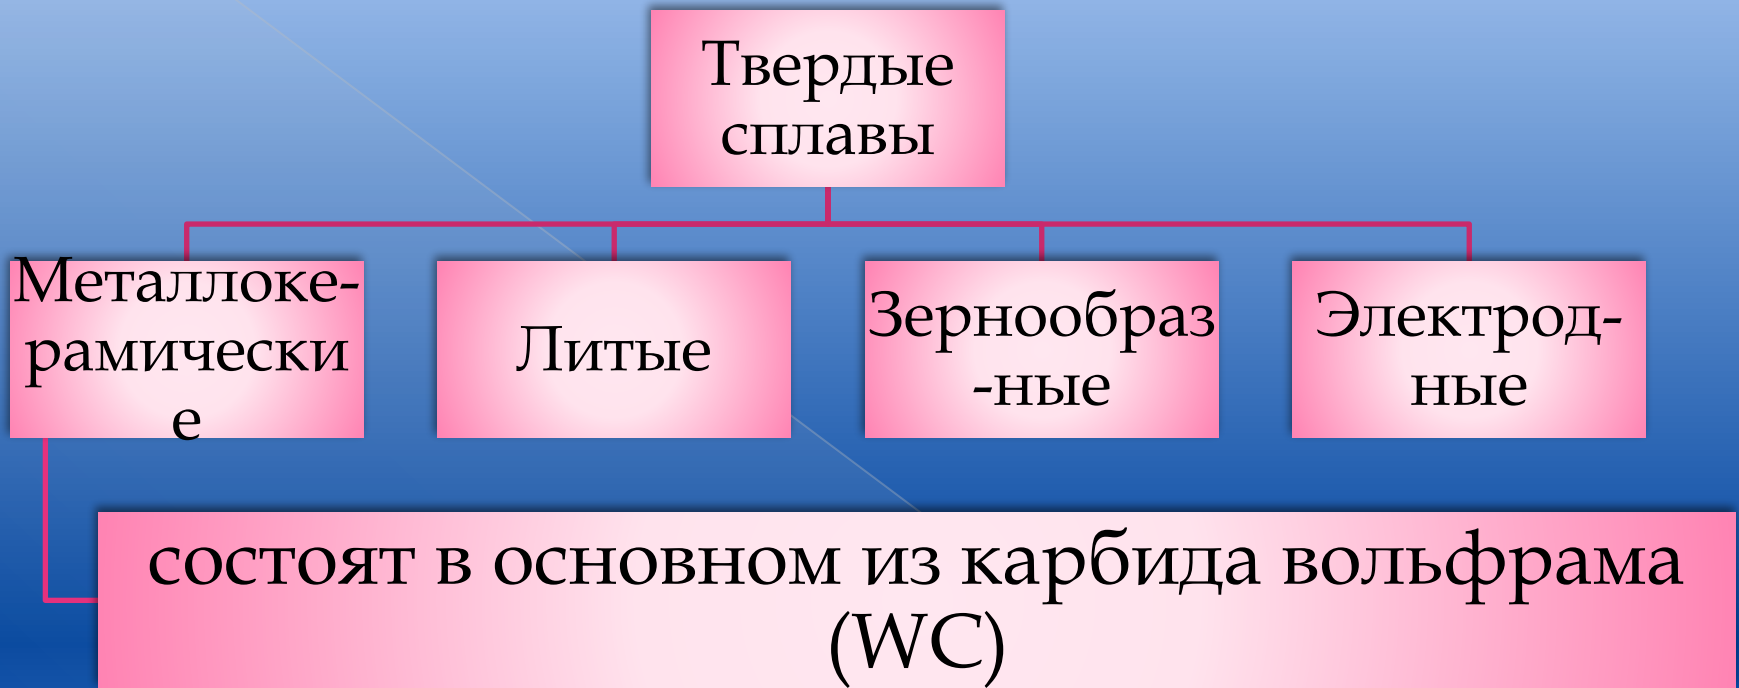 Твердые
сплавы
Металлоке-
рамически
е
Литые
Зернообраз
-ные
Электрод-
ные
состоят в основном из карбида вольфрама
(WC)